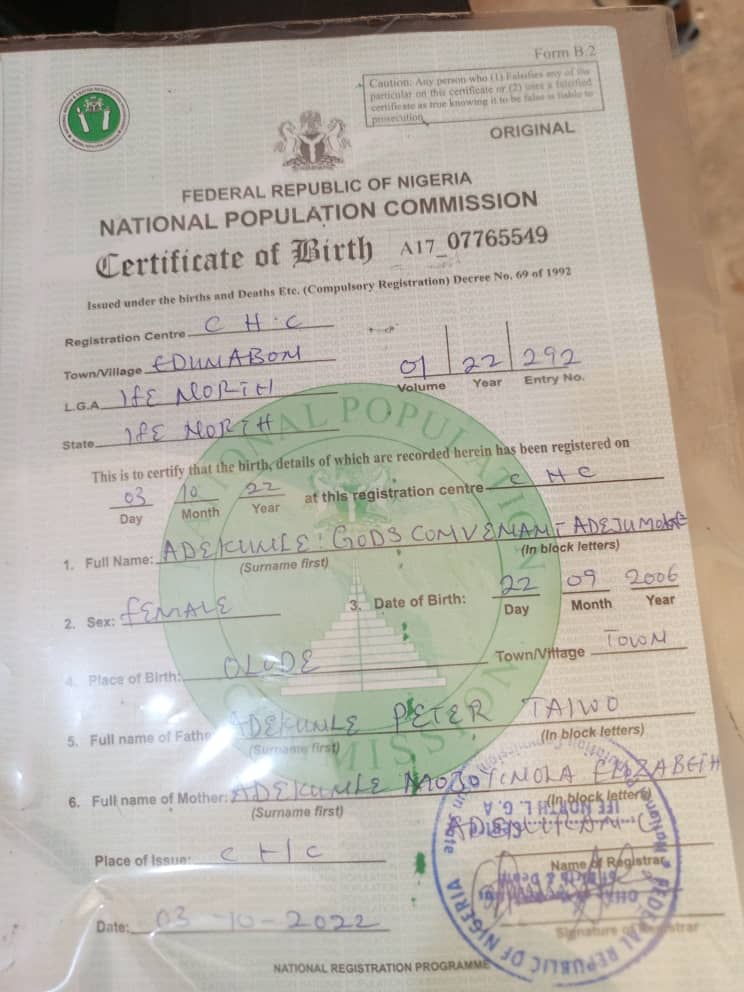 Form B.2
Caution: Any person who (1) Falsifies any of the
particular on this certificate or (2) uses a falsified
certificate as true knowing it to be false is liable to
prosecution
ORIGINAL
FEDERAL REPUBLIC OF NIGERIA
NATIONAL POPULATION COMMISSION
Certificate of Birth A17_07765549
Issued under the births and Deaths Etc. (Compulsory Registration) Decree No. 69 of 1992
Registration Centre C H C
Town/Village EDUNABON
01 22 292
Volume Year Entry No.
L.G.A IFE NORTH
State IFE NORTH
This is to certify that the birth, details of which are recorded herein has been registered on
03 10 22 at this registration centre C H C
Day Month Year
1. Full Name: ADEKUNLE GODS CONVENANT ADEJUMOKE
(Surname first) (In block letters)
2. Sex: FEMALE 3. Date of Birth: 22 09 2006
Day Month Year
4. Place of Birth: OLUDE Town/Village TOWN
5. Full name of Father ADEKUNLE PETER TAIWO
(Surname first) (In block letters)
6. Full name of Mother: ADEKUNLE ELIZABETH
(Surname first) (In block letters)
Place of Issue: C H C
Name of Registrar
Date: 03-10-2022
Signature of Registrar
NATIONAL REGISTRATION PROGRAMME
IFE NORTH L. G. A
FEDERAL REPUBLIC OF NIGERIA